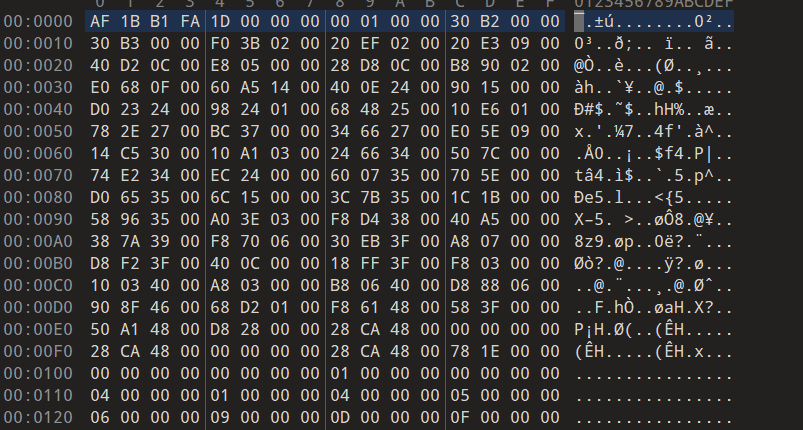 0 1 2 3 4 5 6 7 8 9 A B C D E F 0123456789ABCDEF
00:0000 AF 1B B1 FA 1D 00 00 00 00 01 00 00 30 B2 00 00 ¯.±ú........0²..
00:0010 30 B3 00 00 F0 3B 02 00 20 EF 02 00 20 E3 09 00 0³..ð;.. ï.. ã..
00:0020 40 D2 0C 00 E8 05 00 00 28 D8 0C 00 B8 90 02 00 @Ò..è...(Ø..¸...
00:0030 E0 68 0F 00 60 A5 14 00 40 0E 24 00 90 15 00 00 àh..`¥..@.$.....
00:0040 D0 23 24 00 98 24 01 00 68 48 25 00 10 E6 01 00 Ð#$.˜$..hH%..æ..
00:0050 78 2E 27 00 BC 37 00 00 34 66 27 00 E0 5E 09 00 x.'.¼7..4f'.à^..
00:0060 14 C5 30 00 10 A1 03 00 24 66 34 00 50 7C 00 00 .Å0..¡..$f4.P|..
00:0070 74 E2 34 00 EC 24 00 00 60 07 35 00 70 5E 00 00 tâ4.ì$..`.5.p^..
00:0080 D0 65 35 00 6C 15 00 00 3C 7B 35 00 1C 1B 00 00 Ðe5.l...<{5.....
00:0090 58 96 35 00 A0 3E 03 00 F8 D4 38 00 40 A5 00 00 X–5. >..øÔ8.@¥..
00:00A0 38 7A 39 00 F8 70 06 00 30 EB 3F 00 A8 07 00 00 8z9.øp..0ë?.¨...
00:00B0 D8 F2 3F 00 40 0C 00 00 18 FF 3F 00 F8 03 00 00 Øò?.@....ÿ?.ø...
00:00C0 10 03 40 00 A8 03 00 00 B8 06 40 00 D8 88 06 00 ..@.¨...¸.@.Øˆ..
00:00D0 90 8F 46 00 68 D2 01 00 F8 61 48 00 58 3F 00 00 ..F.hÒ..øaH.X?..
00:00E0 50 A1 48 00 D8 28 00 00 28 CA 48 00 00 00 00 00 P¡H.Ø(..(ÊH.....
00:00F0 28 CA 48 00 00 00 00 00 28 CA 48 00 78 1E 00 00 (ÊH.....(ÊH.x...
00:0100 00 00 00 00 00 00 00 00 01 00 00 00 00 00 00 00 ................
00:0110 04 00 00 00 01 00 00 00 04 00 00 00 05 00 00 00 ................
00:0120 06 00 00 00 09 00 00 00 0D 00 00 00 0F 00 00 00 ................